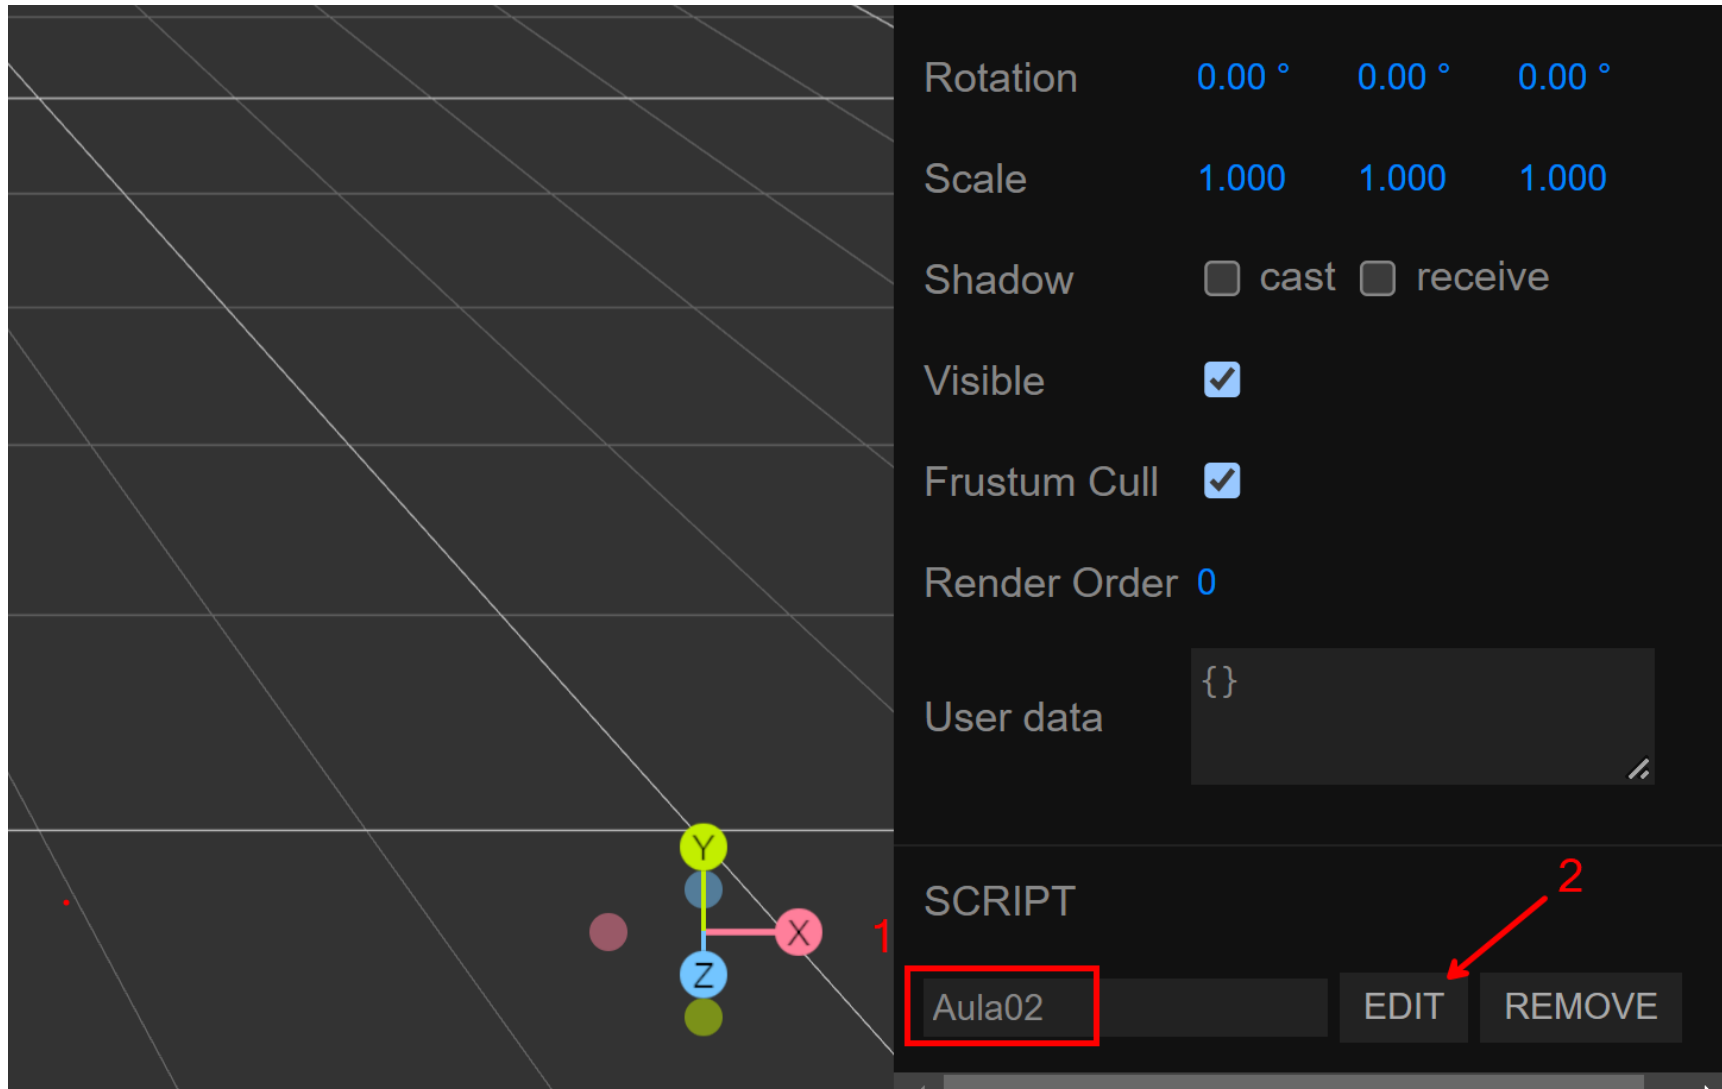 Rotation 0.00 ° 0.00 ° 0.00 °
Scale 1.000 1.000 1.000
Shadow cast receive
Visible
Frustum Cull
Render Order 0
{}
User data
Y
2
SCRIPT
X 1
Z
Aula02 EDIT REMOVE